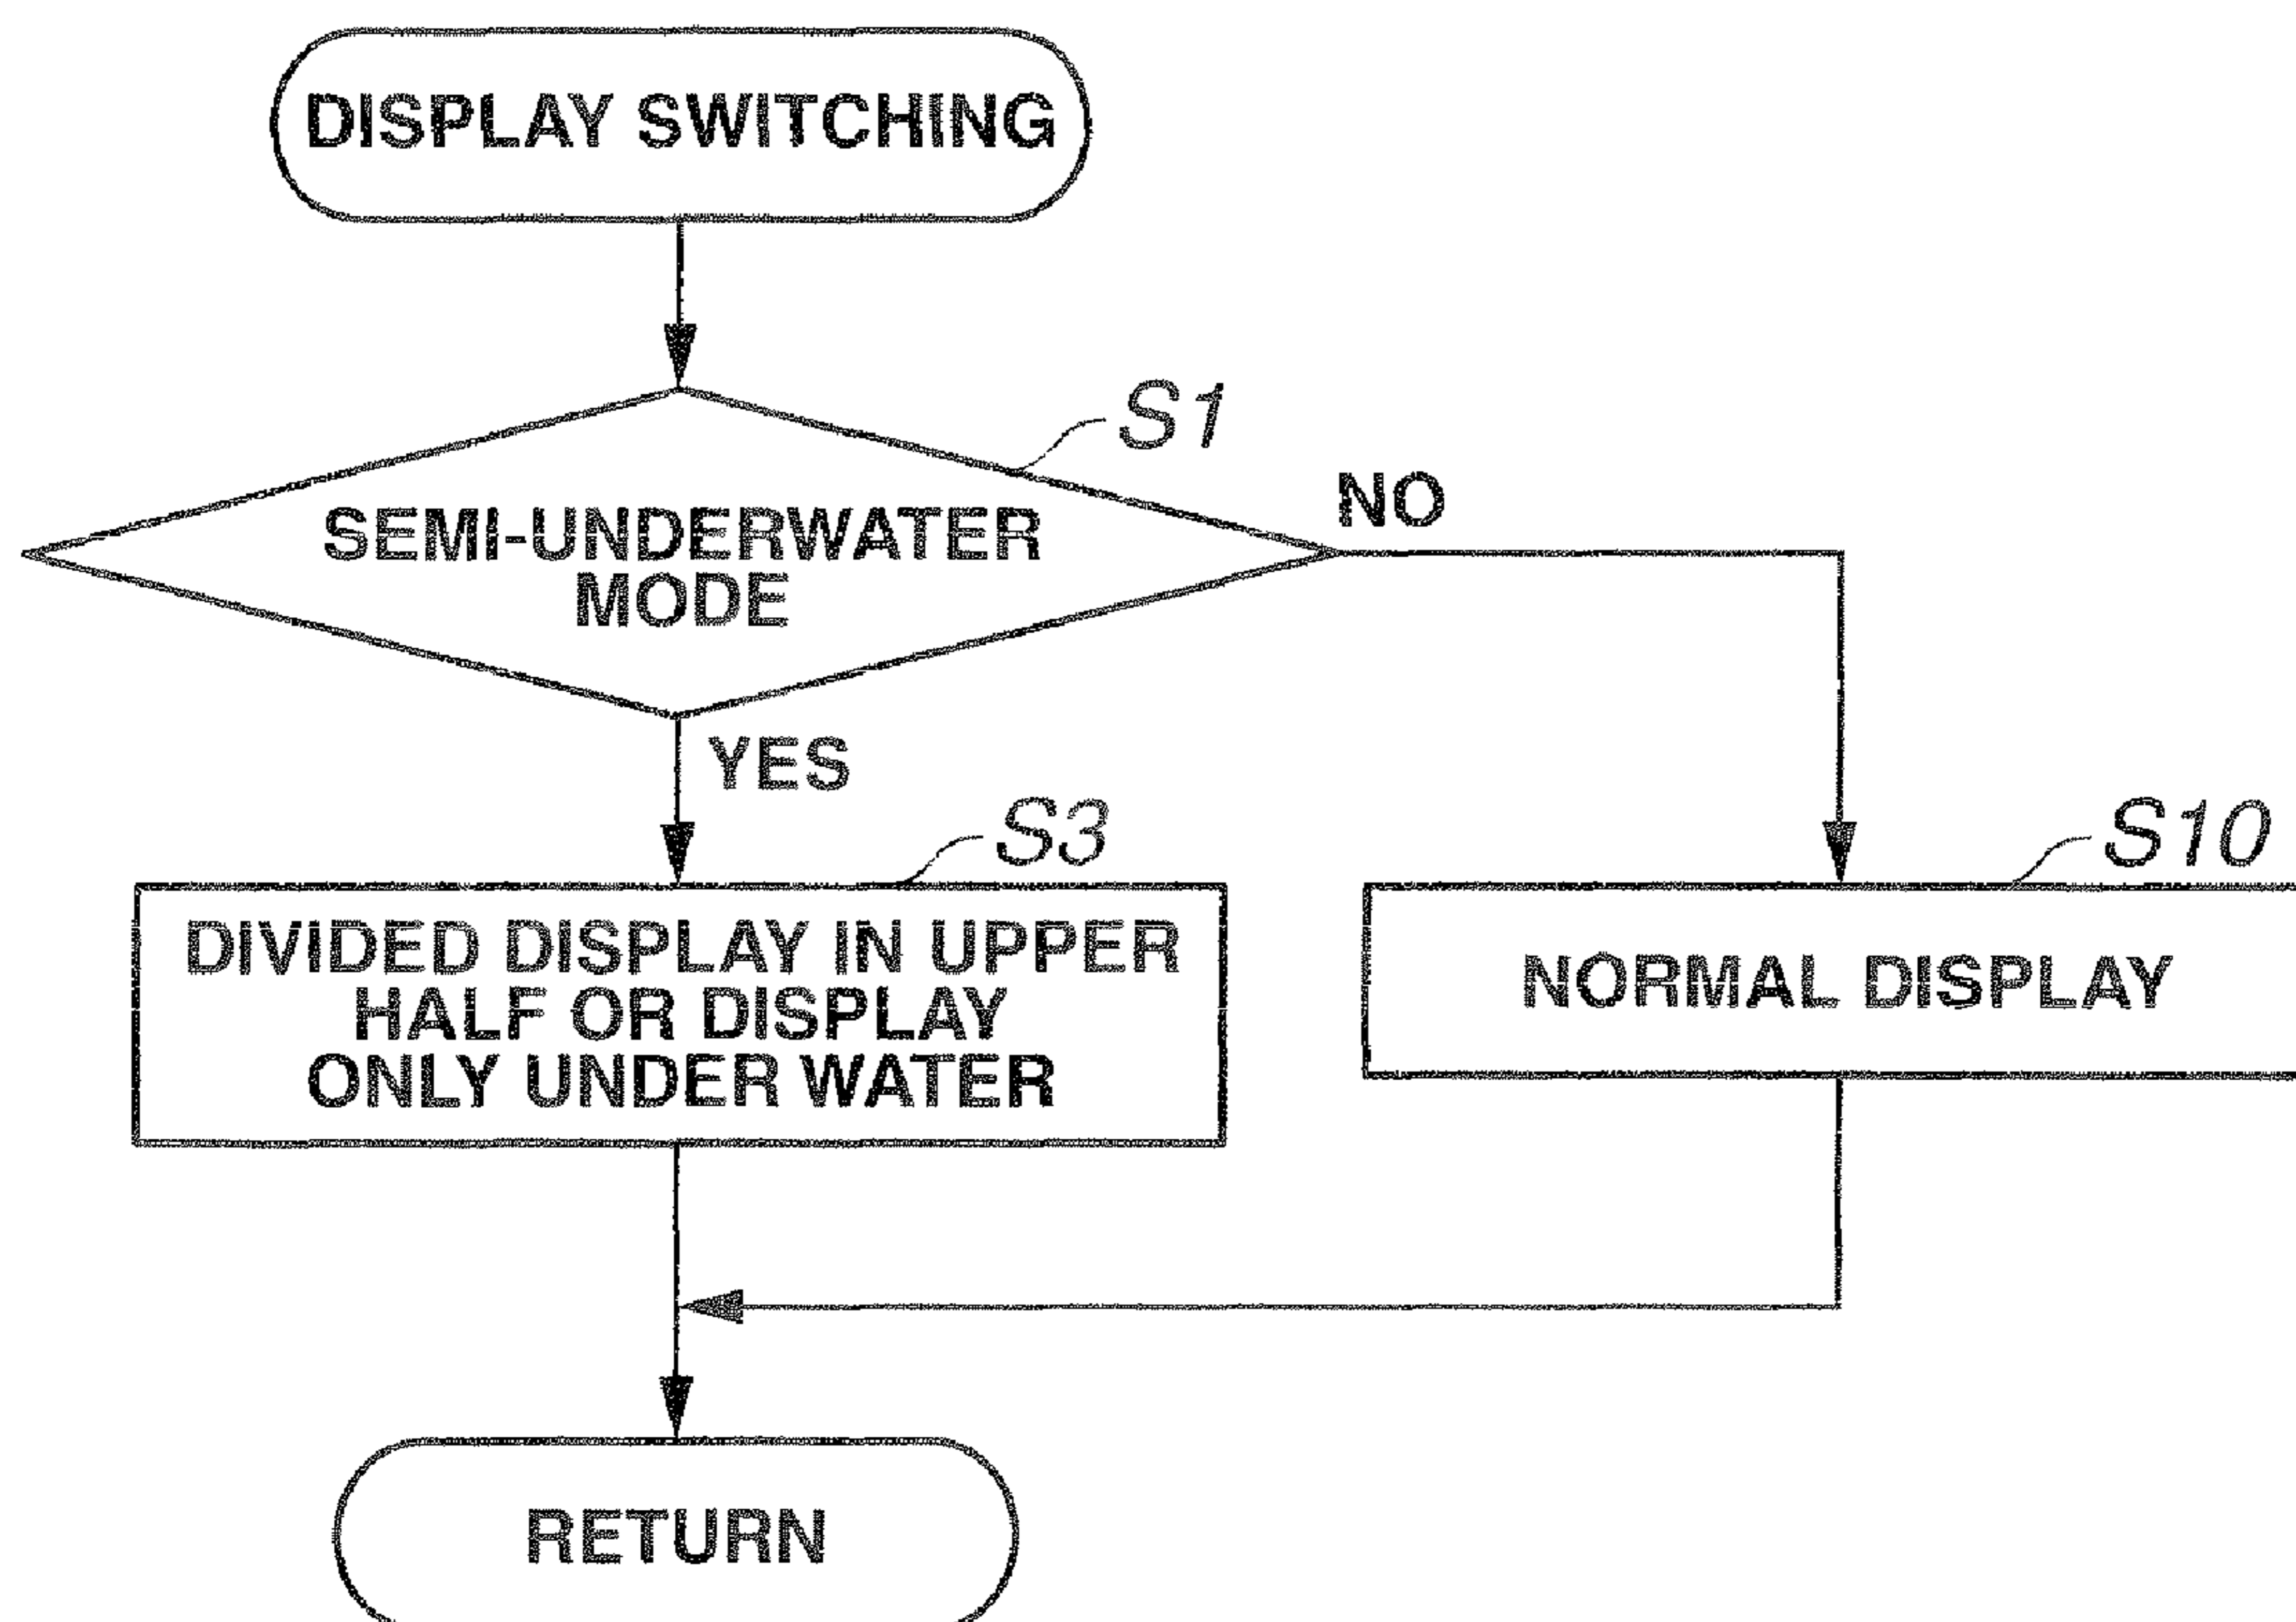 DISPLAY SWITCHING
S1
SEMI-UNDERWATER
MODE
NO
YES
S3
DIVIDED DISPLAY IN UPPER
HALF OR DISPLAY
ONLY UNDER WATER
S10
NORMAL DISPLAY
RETURN